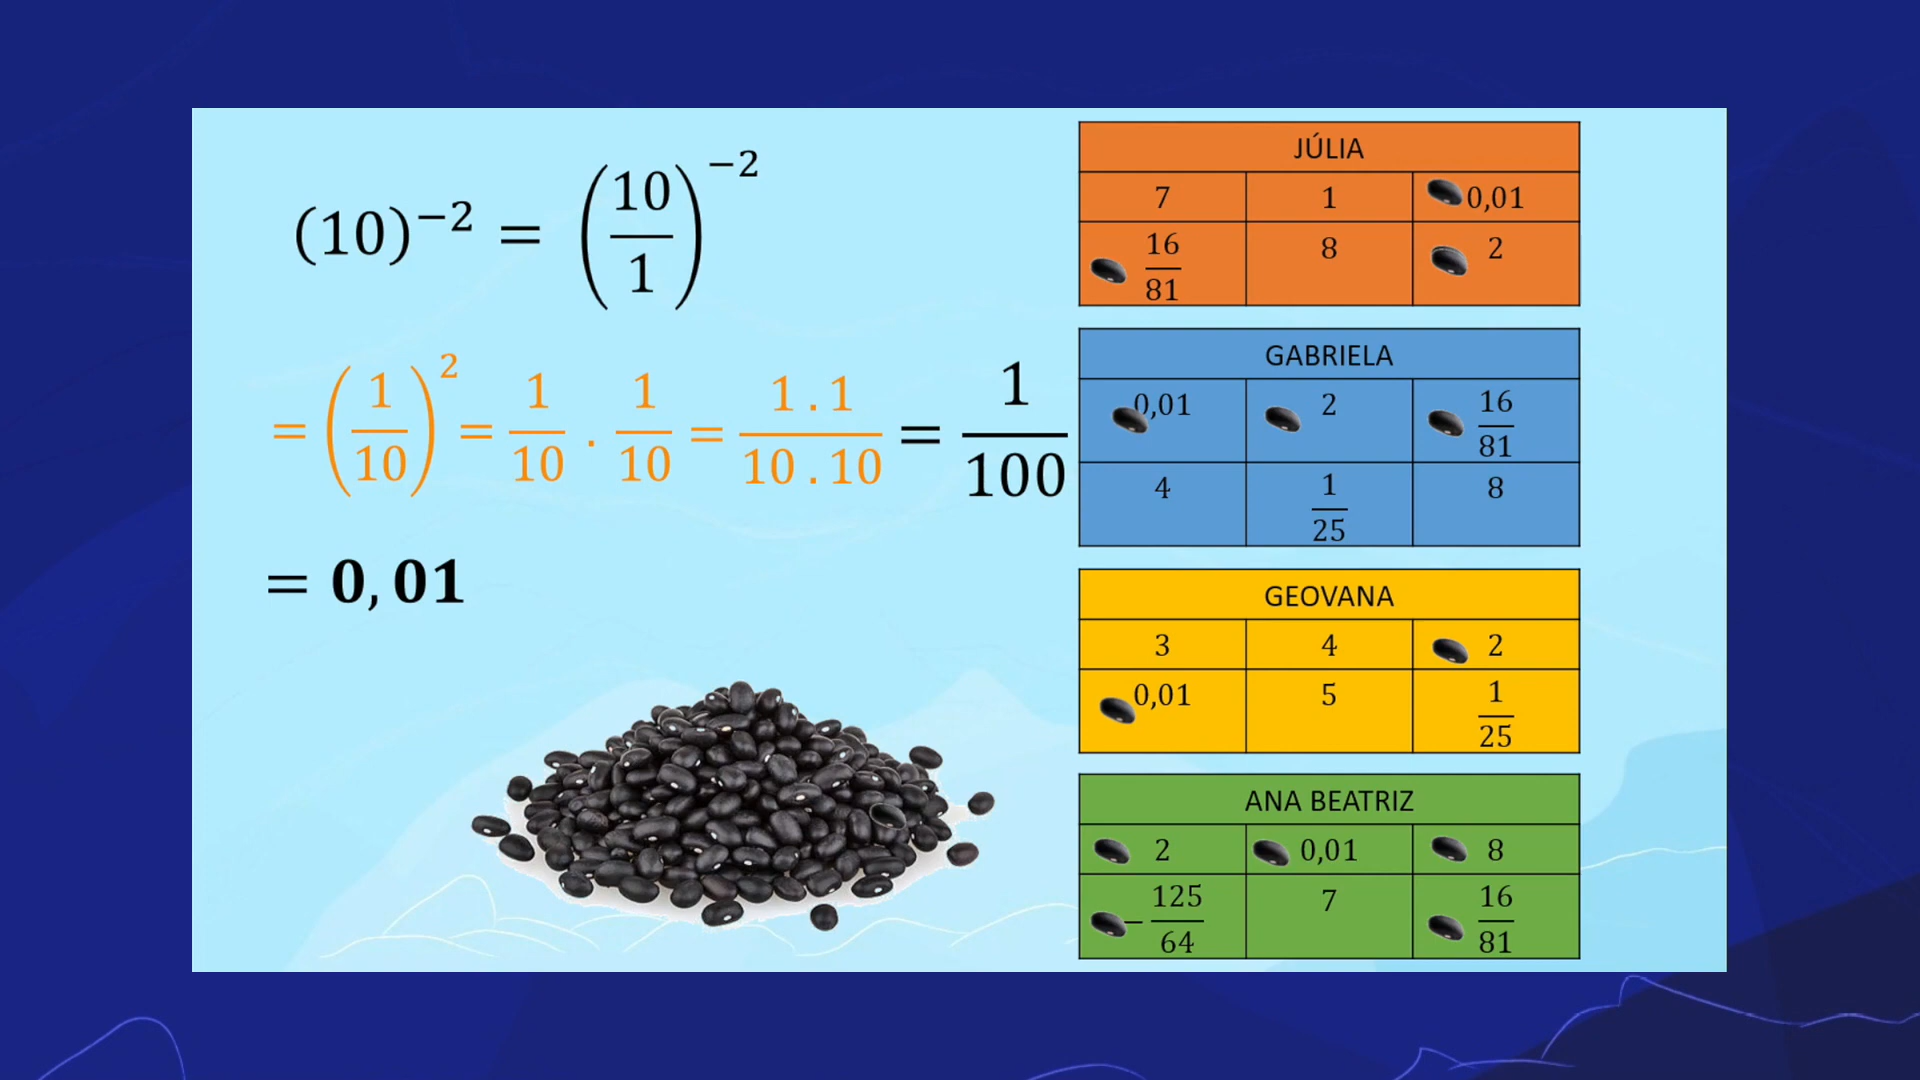 (10)⁻² = (10/1)⁻²
= (1/10)² = 1/10 . 1/10 = 1 . 1/10 . 10 = 1/100
= 0, 01
JÚLIA
7 1 0,01
16/81 8 2
GABRIELA
0,01 2 16/81
4 1/25 8
GEOVANA
3 4 2
0,01 5 1/25
ANA BEATRIZ
2 0,01 8
− 125/64 7 16/81